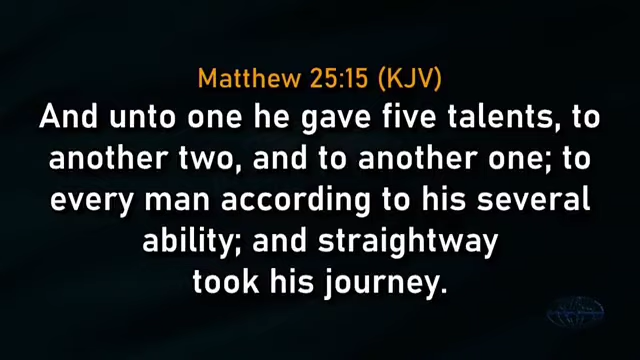 Matthew 25:15 (KJV)
And unto one he gave five talents, to
another two, and to another one; to
every man according to his several
ability; and straightway
took his journey.